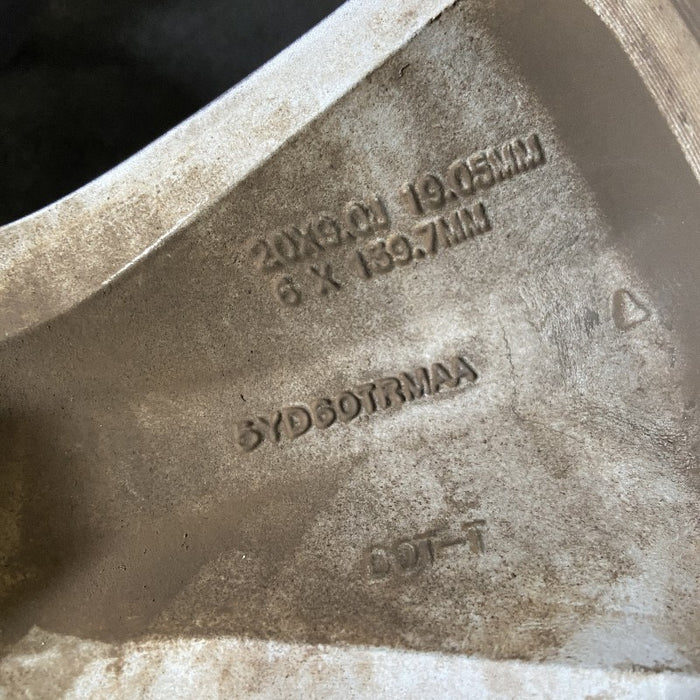 20X9.0J 19.05MM
6 X 139.7MM
5YD60TRMAA
DOT-T